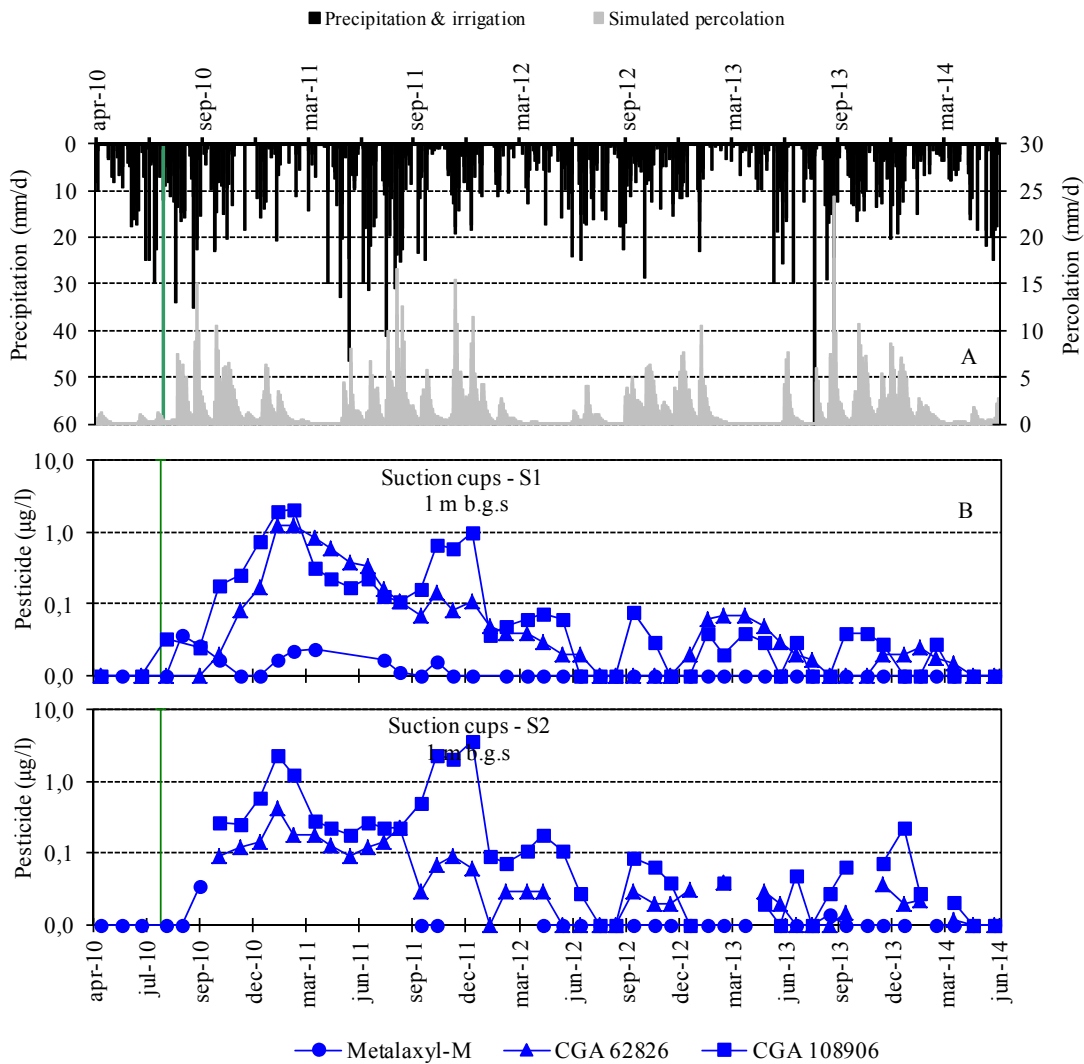 Precipitation & irrigation Simulated percolation
apr-10 sep-10 mar-11 sep-11 mar-12 sep-12 mar-13 sep-13 mar-14
Precipitation (mm/d)
0
10
20
30
40
50
60
Percolation (mm/d)
30
25
20
15
10
5
0
A
Pesticide (µg/l)
10,0
1,0
0,1
0,0
Suction cups - S1
1 m b.g.s
B
Pesticide (µg/l)
10,0
1,0
0,1
0,0
Suction cups - S2
1 m b.g.s
apr-10 jul-10 sep-10 dec-10 mar-11 jun-11 sep-11 dec-11 mar-12 jun-12 sep-12 dec-12 mar-13 jun-13 sep-13 dec-13 mar-14 jun-14
Metalaxyl-M CGA 62826 CGA 108906